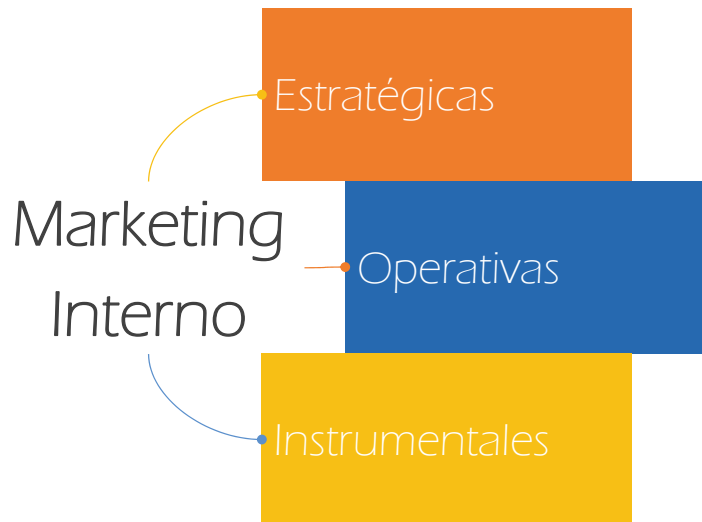 Estratégicas
Marketing
Interno
Operativas
Instrumentales